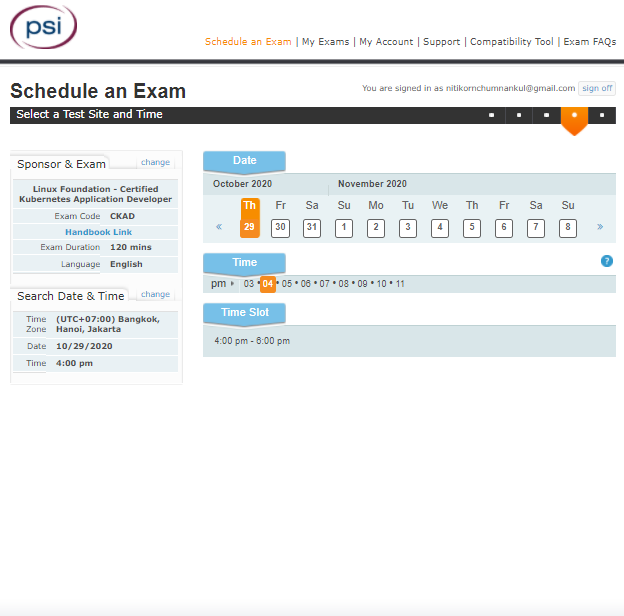 psi
Schedule an Exam | My Exams | My Account | Support | Compatibility Tool | Exam FAQs
Schedule an Exam
You are signed in as nitikornchumnankul@gmail.com sign off
Select a Test Site and Time
Sponsor & Exam change
Linux Foundation - Certified
Kubernetes Application Developer
Exam Code CKAD
Handbook Link
Exam Duration 120 mins
Language English
Search Date & Time change
Time Zone (UTC+07:00) Bangkok, Hanoi, Jakarta
Date 10/29/2020
Time 4:00 pm
Date
October 2020 November 2020
Th Fr Sa Su Mo Tu We Th Fr Sa Su
« 29 30 31 1 2 3 4 5 6 7 8 »
Time ?
pm 03 • 04 • 05 • 06 • 07 • 08 • 09 • 10 • 11
Time Slot
4:00 pm - 6:00 pm